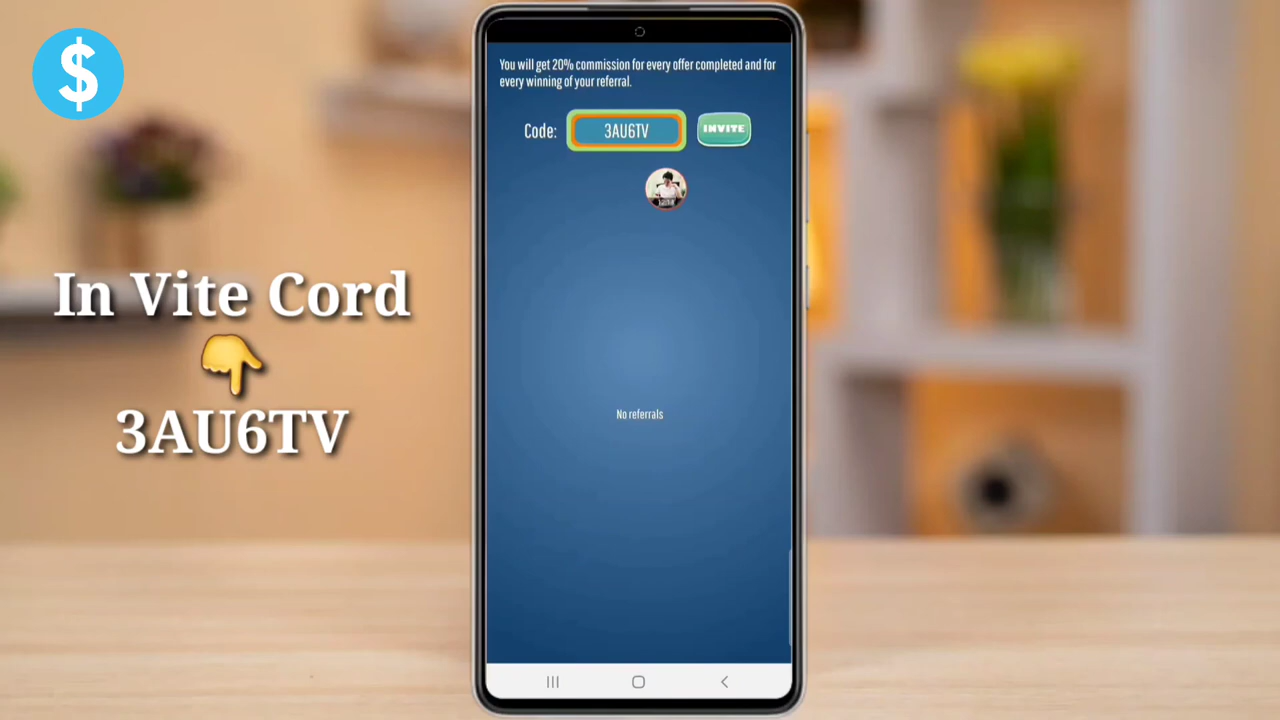 You will get 20% commission for every offer completed and for
every winning of your referral.
Code: 3AU6TV INVITE
In Vite Cord
👇
3AU6TV
No referrals